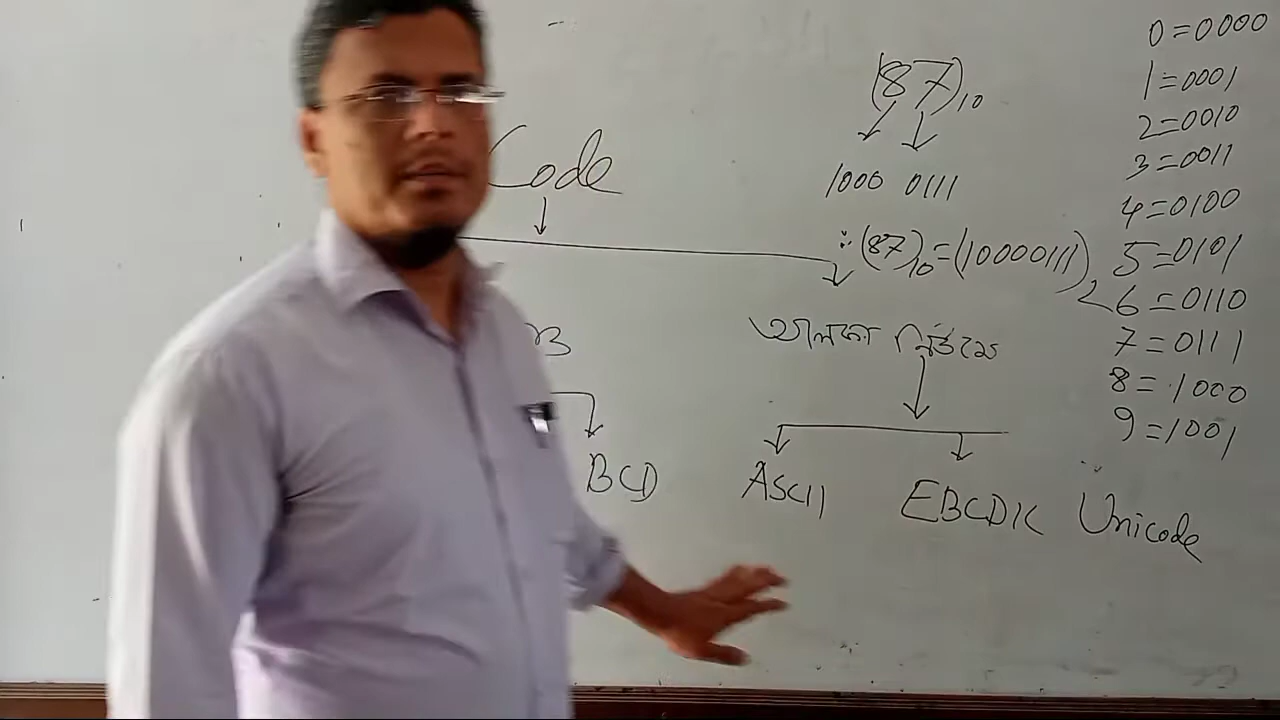 Code
BCD
(87)10
1000 0111
∴(87)10=(10000111)2
ASCII
EBCDIC
Unicode
0=0000
1=0001
2=0010
3=0011
4=0100
5=0101
6=0110
7=0111
8=1000
9=1001